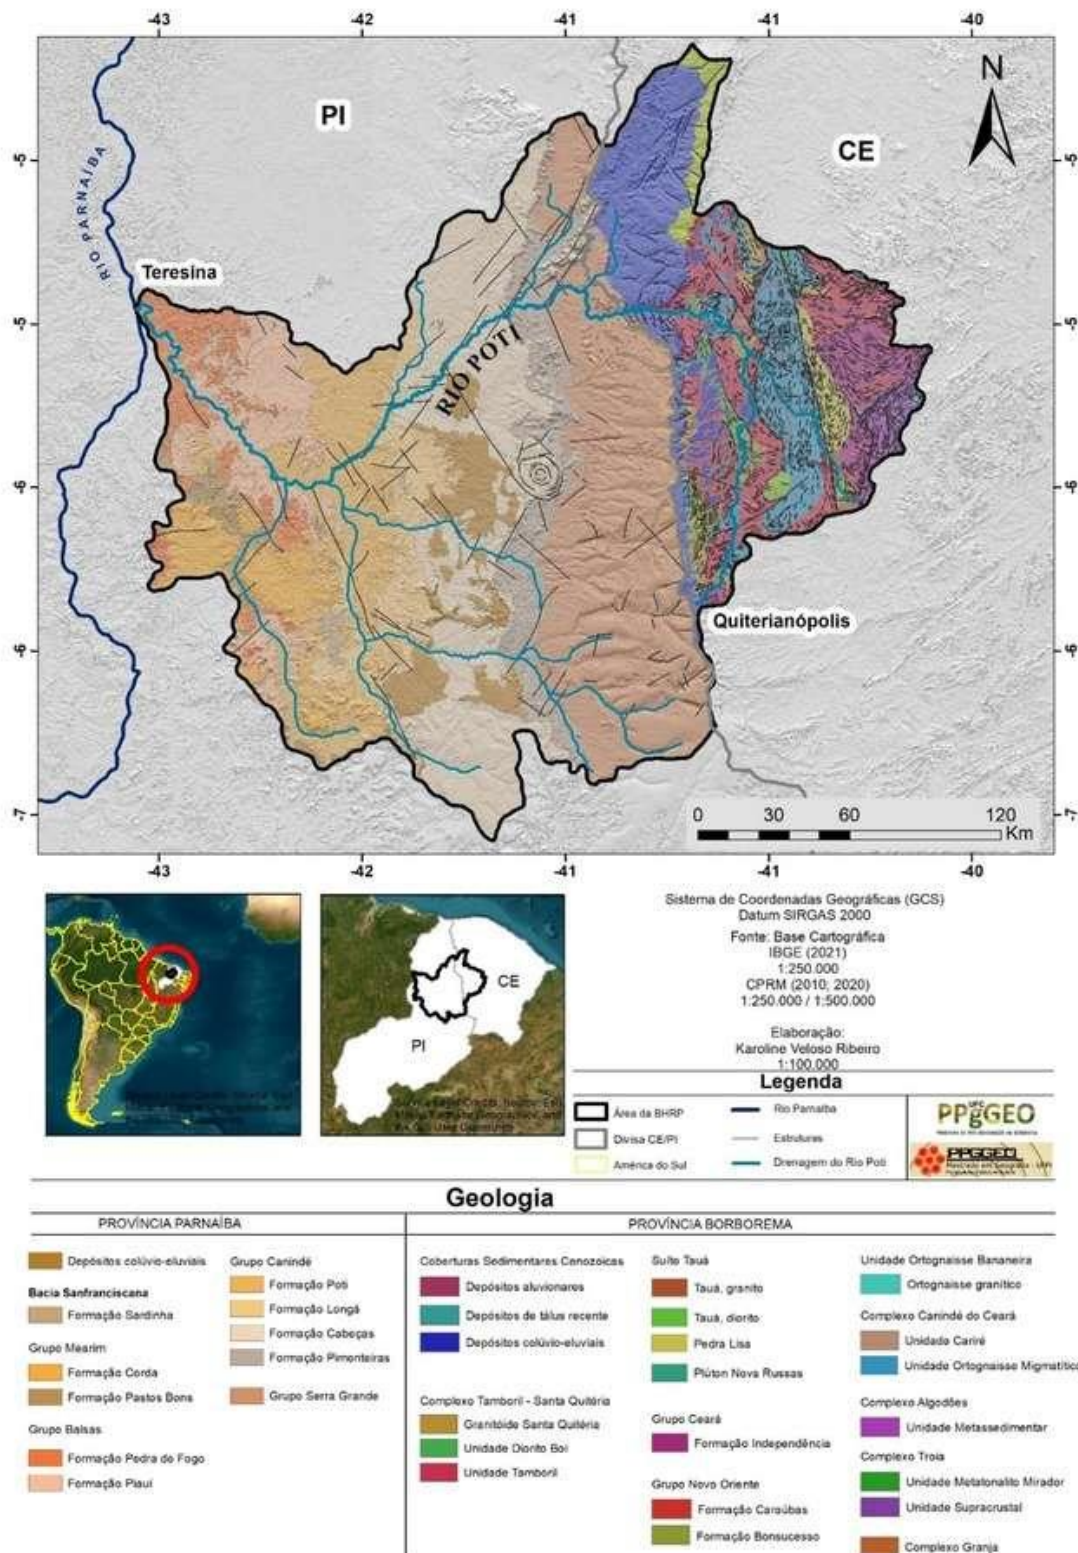 -43 -42 -41 -41 -40
PI
N
CE
-5 -5
RIO PARNAÍBA
Teresina
-5 -5
RIO POTI
-6 -6
Quiterianópolis
-6 -6
0 30 60 120
Km
-7 -7
-43 -42 -41 -41 -40
Sistema de Coordenadas Geográficas (GCS)
Datum SIRGAS 2000
Fonte: Base Cartográfica
IBGE (2021)
1:250.000
CPRM (2010; 2020)
1:250.000 / 1:500.000
Elaboração:
Karoline Veloso Ribeiro
1:100.000
CE
PI
Legenda
Área da BHRP
Divisa CE/PI
América do Sul
Rio Parnaíba
Estruturas
Drenagem do Rio Poti
UFC
PPgGEO
PPGGEO
Geologia
PROVÍNCIA PARNAÍBA
Depósitos colúvio-eluviais
Bacia Sanfranciscana
Formação Sardinha
Grupo Mearim
Formação Corda
Formação Pastos Bons
Grupo Balsas
Formação Pedra de Fogo
Formação Piauí
Grupo Canindé
Formação Poti
Formação Longá
Formação Cabeças
Formação Pimenteiras
Grupo Serra Grande
PROVÍNCIA BORBOREMA
Coberturas Sedimentares Cenozoicas
Depósitos aluvionares
Depósitos de tálus recente
Depósitos colúvio-eluviais
Complexo Tamboril - Santa Quitéria
Granitóide Santa Quitéria
Unidade Diorito Boi
Unidade Tamboril
Suíte Tauá
Tauá, granito
Tauá, diorito
Pedra Lisa
Plúton Nova Russas
Grupo Ceará
Formação Independência
Grupo Novo Oriente
Formação Caraúbas
Formação Bonsucesso
Unidade Ortognaisse Bananeira
Ortognaisse granítico
Complexo Canindé do Ceará
Unidade Cariré
Unidade Ortognaisse Migmatítico
Complexo Algodões
Unidade Metassedimentar
Complexo Troia
Unidade Metatonalito Mirador
Unidade Supracrustal
Complexo Granja